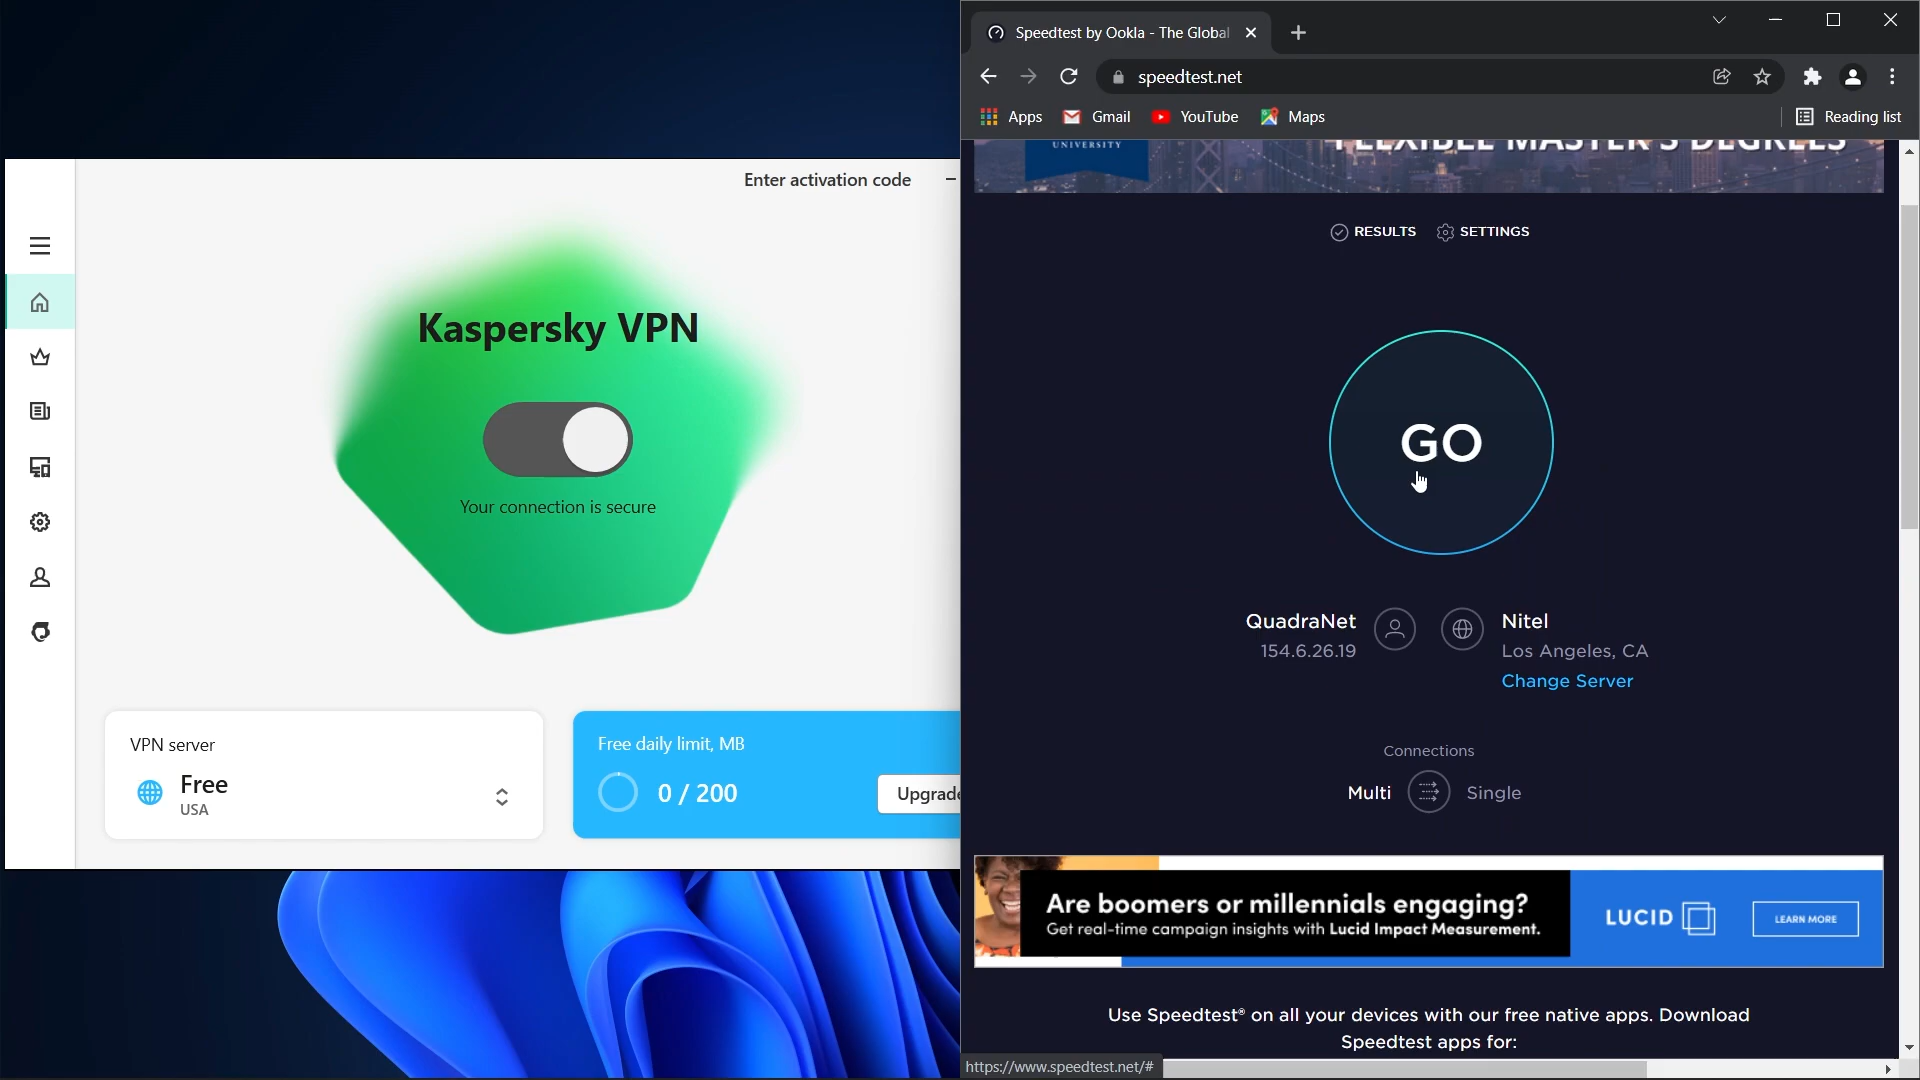 Enter activation code
Kaspersky VPN
Your connection is secure
VPN server
Free
USA
Free daily limit, MB
0 / 200
Upgrade
Speedtest by Ookla - The Global
speedtest.net
Apps
Gmail
YouTube
Maps
Reading list
UNIVERSITY
FLEXIBLE MASTER'S DEGREES
RESULTS
SETTINGS
GO
QuadraNet
154.6.26.19
Nitel
Los Angeles, CA
Change Server
Connections
Multi
Single
Are boomers or millennials engaging?
Get real-time campaign insights with Lucid Impact Measurement.
LUCID
LEARN MORE
Use Speedtest® on all your devices with our free native apps. Download
Speedtest apps for:
https://www.speedtest.net/#